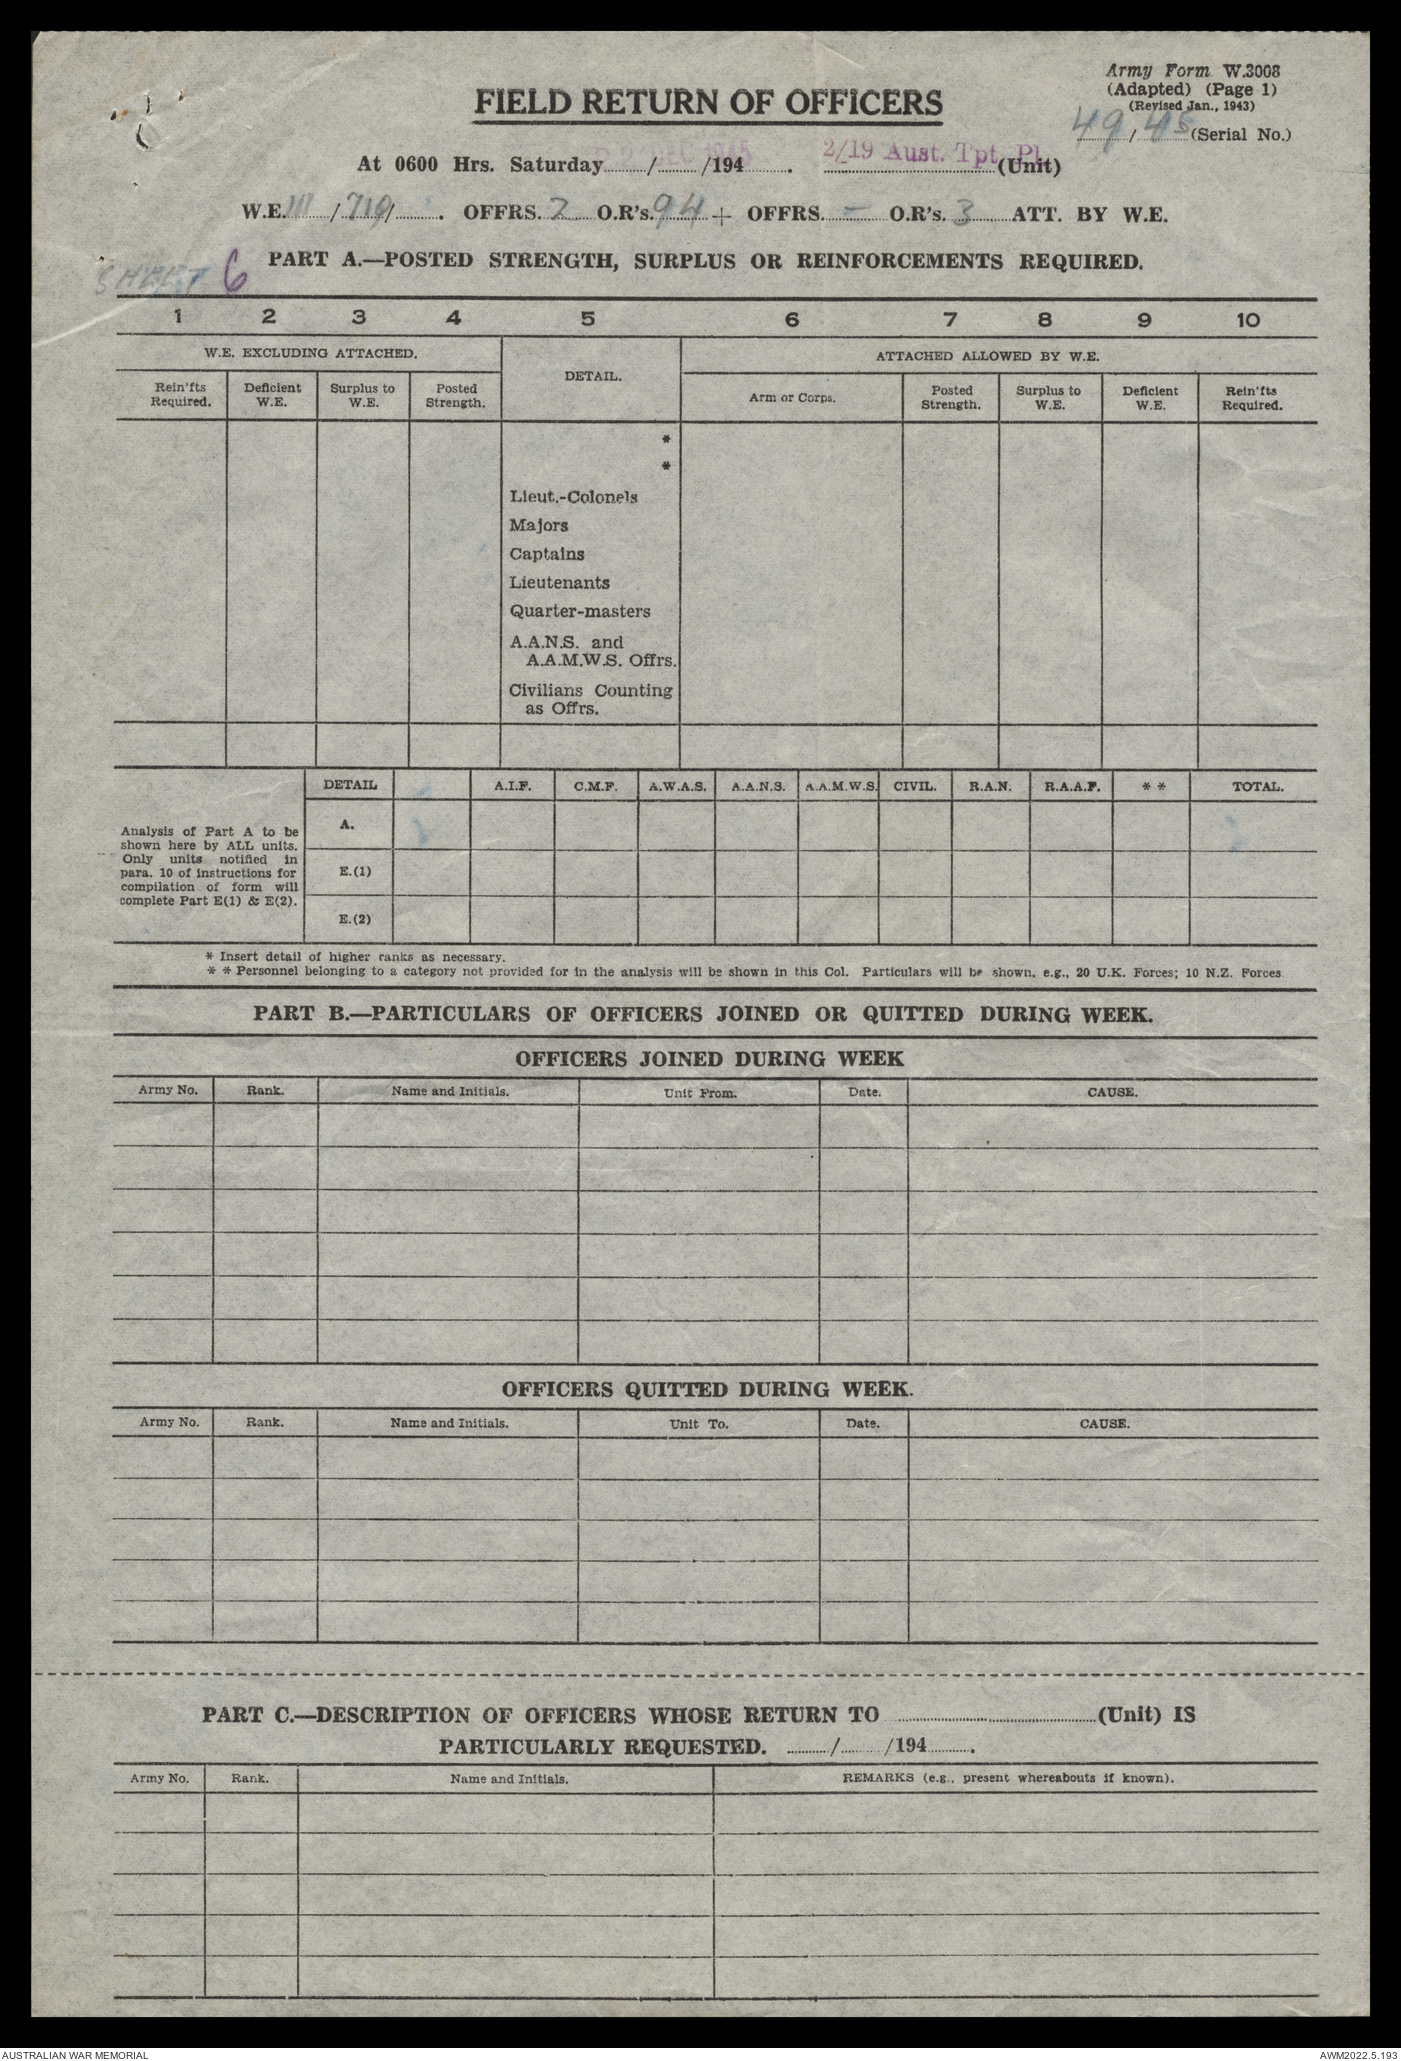 Army Form W.3008
(Adapted) (Page 1)
(Revised Jan., 1943)
49/45 (Serial No.)
FIELD RETURN OF OFFICERS
At 0600 Hrs. Saturday / /194 . 2/19 Aust. Tpt. Pl. (Unit)
DEC 1945
W.E. III/710/ . OFFRS. 2 O.R's. 94 + OFFRS. - O.R's. 3 ATT. BY W.E.
SHEET 6
PART A.—POSTED STRENGTH, SURPLUS OR REINFORCEMENTS REQUIRED.
1 2 3 4 5 6 7 8 9 10
W.E. EXCLUDING ATTACHED. DETAIL. ATTACHED ALLOWED BY W.E.
Rein'fts Required. Deficient W.E. Surplus to W.E. Posted Strength. Arm or Corps. Posted Strength. Surplus to W.E. Deficient W.E. Rein'fts Required.
*
*
Lieut.-Colonels
Majors
Captains
Lieutenants
Quarter-masters
A.A.N.S. and
A.A.M.W.S. Offrs.
Civilians Counting
as Offrs.
DETAIL A.I.F. C.M.F. A.W.A.S. A.A.N.S. A.A.M.W.S. CIVIL. R.A.N. R.A.A.F. * * TOTAL.
Analysis of Part A to be
shown here by ALL units.
Only units notified in
para. 10 of instructions for
compilation of form will
complete Part E(1) & E(2).
A.
E.(1)
E.(2)
* Insert detail of higher ranks as necessary.
* * Personnel belonging to a category not provided for in the analysis will be shown in this Col. Particulars will be shown, e.g., 20 U.K. Forces; 10 N.Z. Forces
PART B.—PARTICULARS OF OFFICERS JOINED OR QUITTED DURING WEEK.
OFFICERS JOINED DURING WEEK
Army No. Rank. Name and Initials. Unit From. Date. CAUSE.
OFFICERS QUITTED DURING WEEK.
Army No. Rank. Name and Initials. Unit To. Date. CAUSE.
PART C.—DESCRIPTION OF OFFICERS WHOSE RETURN TO (Unit) IS
PARTICULARLY REQUESTED. / /194 .
Army No. Rank. Name and Initials. REMARKS (e.g., present whereabouts if known).
AUSTRALIAN WAR MEMORIAL AWM2022.5.193